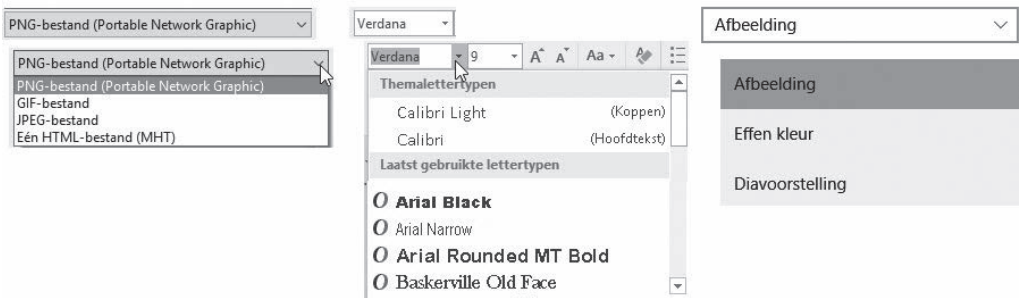 PNG-bestand (Portable Network Graphic)
PNG-bestand (Portable Network Graphic)
PNG-bestand (Portable Network Graphic)
GIF-bestand
JPEG-bestand
Eén HTML-bestand (MHT)
Verdana
Verdana 9 A A Aa
Themalettertypen
Calibri Light (Koppen)
Calibri (Hoofdtekst)
Laatst gebruikte lettertypen
O Arial Black
O Arial Narrow
O Arial Rounded MT Bold
O Baskerville Old Face
Afbeelding
Afbeelding
Effen kleur
Diavoorstelling